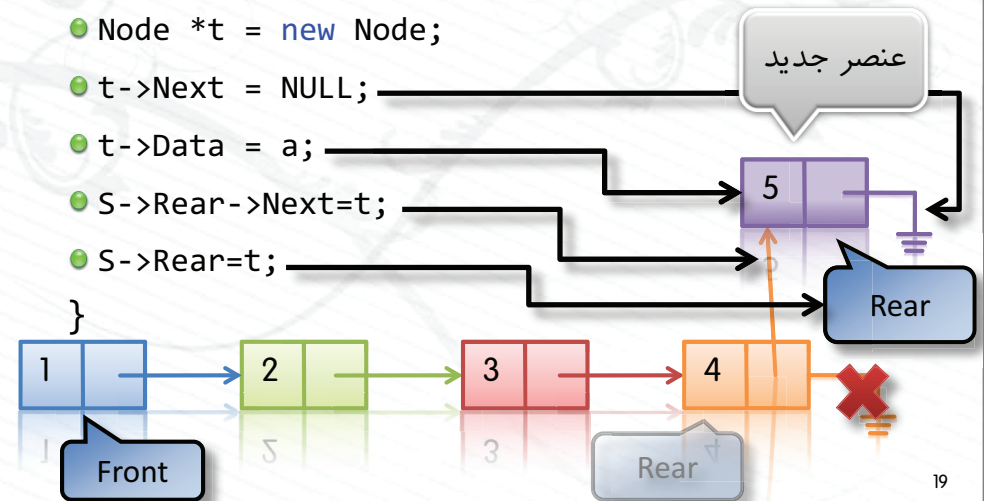 Node *t = new Node;
عنصر جدید
t->Next = NULL;
t->Data = a;
5
S->Rear->Next=t;
S->Rear=t;
Rear
}
1 2 3 4
Front
Rear
19